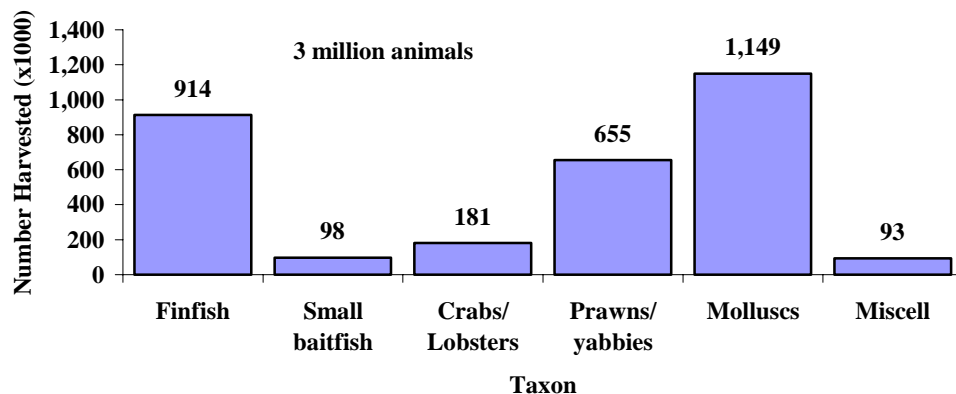 3 million animals
Number Harvested (x1000)
1,400
1,200
1,000
800
600
400
200
0
914
98
181
655
1,149
93
Finfish
Small
baitfish
Crabs/
Lobsters
Prawns/
yabbies
Molluscs
Miscell
Taxon